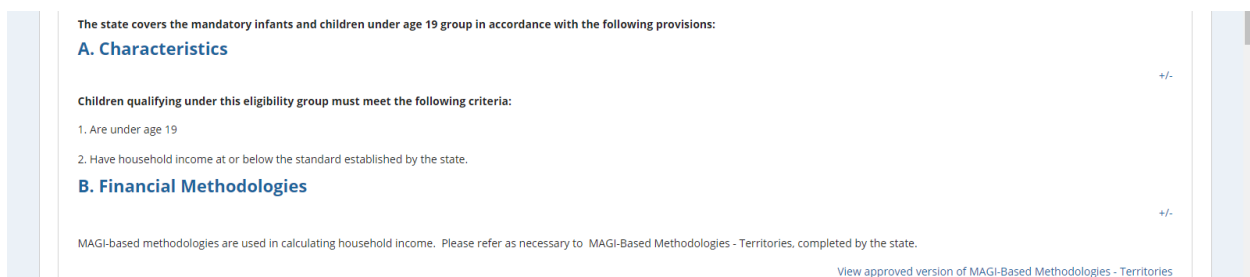 The state covers the mandatory infants and children under age 19 group in accordance with the following provisions:
A. Characteristics
+/-
Children qualifying under this eligibility group must meet the following criteria:
1. Are under age 19
2. Have household income at or below the standard established by the state.
B. Financial Methodologies
+/-
MAGI-based methodologies are used in calculating household income.  Please refer as necessary to  MAGI-Based Methodologies - Territories, completed by the state.
View approved version of MAGI-Based Methodologies - Territories